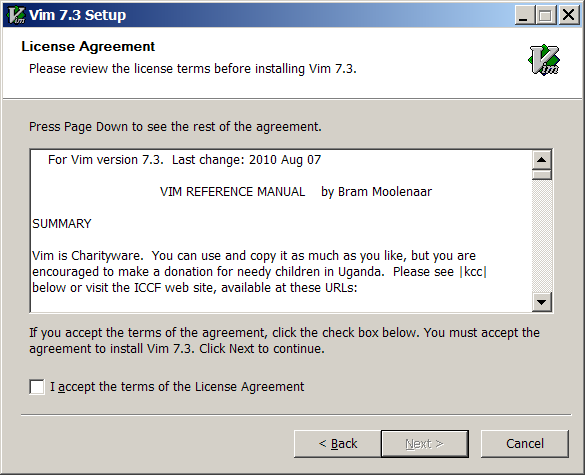 Vim 7.3 Setup
License Agreement
Please review the license terms before installing Vim 7.3.
Vim
Press Page Down to see the rest of the agreement.
For Vim version 7.3.  Last change: 2010 Aug 07
VIM REFERENCE MANUAL    by Bram Moolenaar
SUMMARY
Vim is Charityware.  You can use and copy it as much as you like, but you are
encouraged to make a donation for needy children in Uganda.  Please see |kcc|
below or visit the ICCF web site, available at these URLs:
If you accept the terms of the agreement, click the check box below. You must accept the
agreement to install Vim 7.3. Click Next to continue.
I accept the terms of the License Agreement
< Back
Next >
Cancel